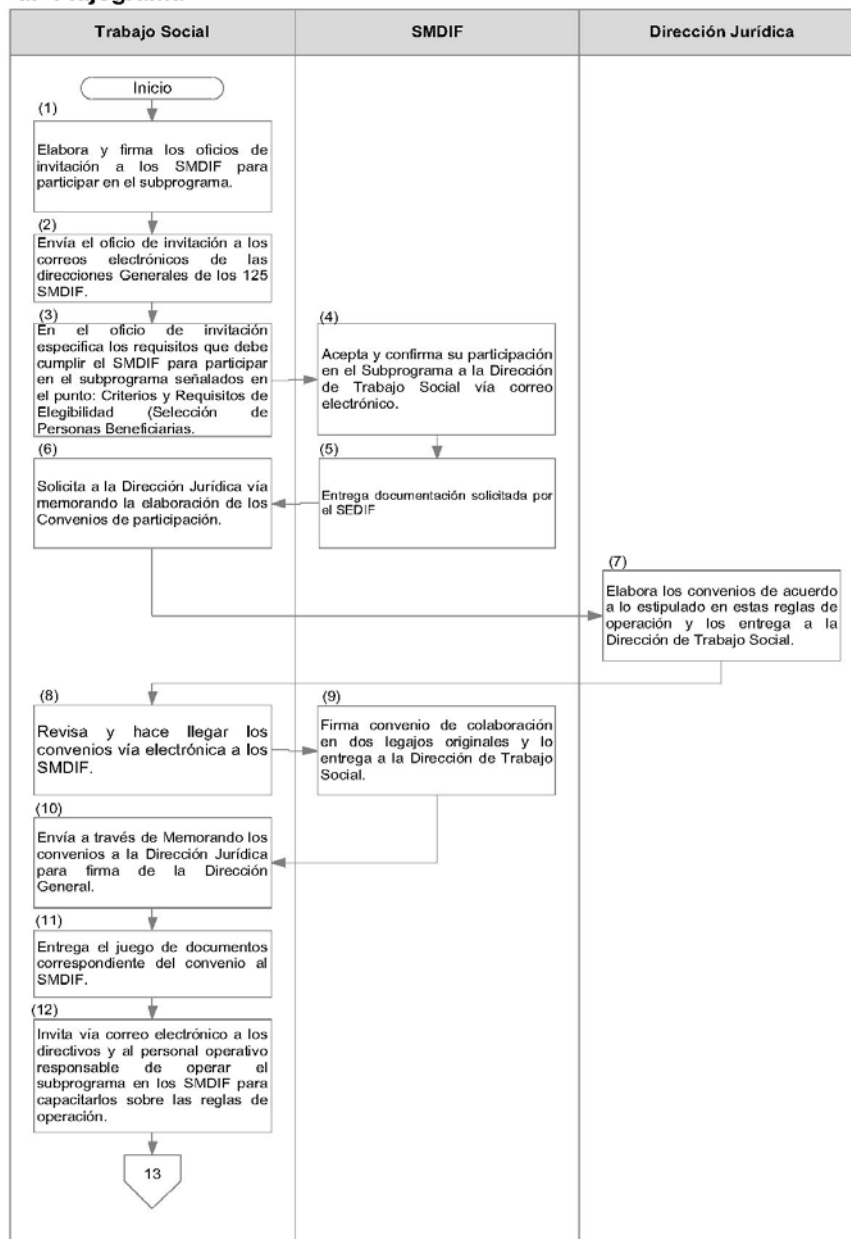 Trabajo Social
SMDIF
Dirección Jurídica
Inicio
(1)
Elabora y firma los oficios de
invitación a los SMDIF para
participar en el subprograma.
(2)
Envía el oficio de invitación a los
correos electrónicos de las
direcciones Generales de los 125
SMDIF.
(3)
En el oficio de invitación
especifica los requisitos que debe
cumplir el SMDIF para participar
en el subprograma señalados en
el punto: Criterios y Requisitos de
Elegibilidad (Selección de
Personas Beneficiarias.
(4)
Acepta y confirma su participación
en el Subprograma a la Dirección
de Trabajo Social vía correo
electrónico.
(5)
Entrega documentación solicitada por
el SEDIF
(6)
Solicita a la Dirección Jurídica vía
memorando la elaboración de los
Convenios de participación.
(7)
Elabora los convenios de acuerdo
a lo estipulado en estas reglas de
operación y los entrega a la
Dirección de Trabajo Social.
(8)
Revisa y hace llegar los
convenios vía electrónica a los
SMDIF.
(9)
Firma convenio de colaboración
en dos legajos originales y lo
entrega a la Dirección de Trabajo
Social.
(10)
Envía a través de Memorando los
convenios a la Dirección Jurídica
para firma de la Dirección
General.
(11)
Entrega el juego de documentos
correspondiente del convenio al
SMDIF.
(12)
Invita vía correo electrónico a los
directivos y al personal operativo
responsable de operar el
subprograma en los SMDIF para
capacitarlos sobre las reglas de
operación.
13